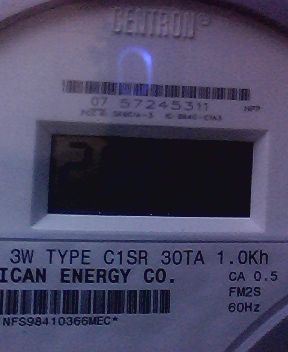 CENTRON®
07 57245311
3W TYPE C1SR 30TA 1.0Kh
ICAN ENERGY CO. CA 0.5
FM2S
60Hz
NFS98410366MEC*